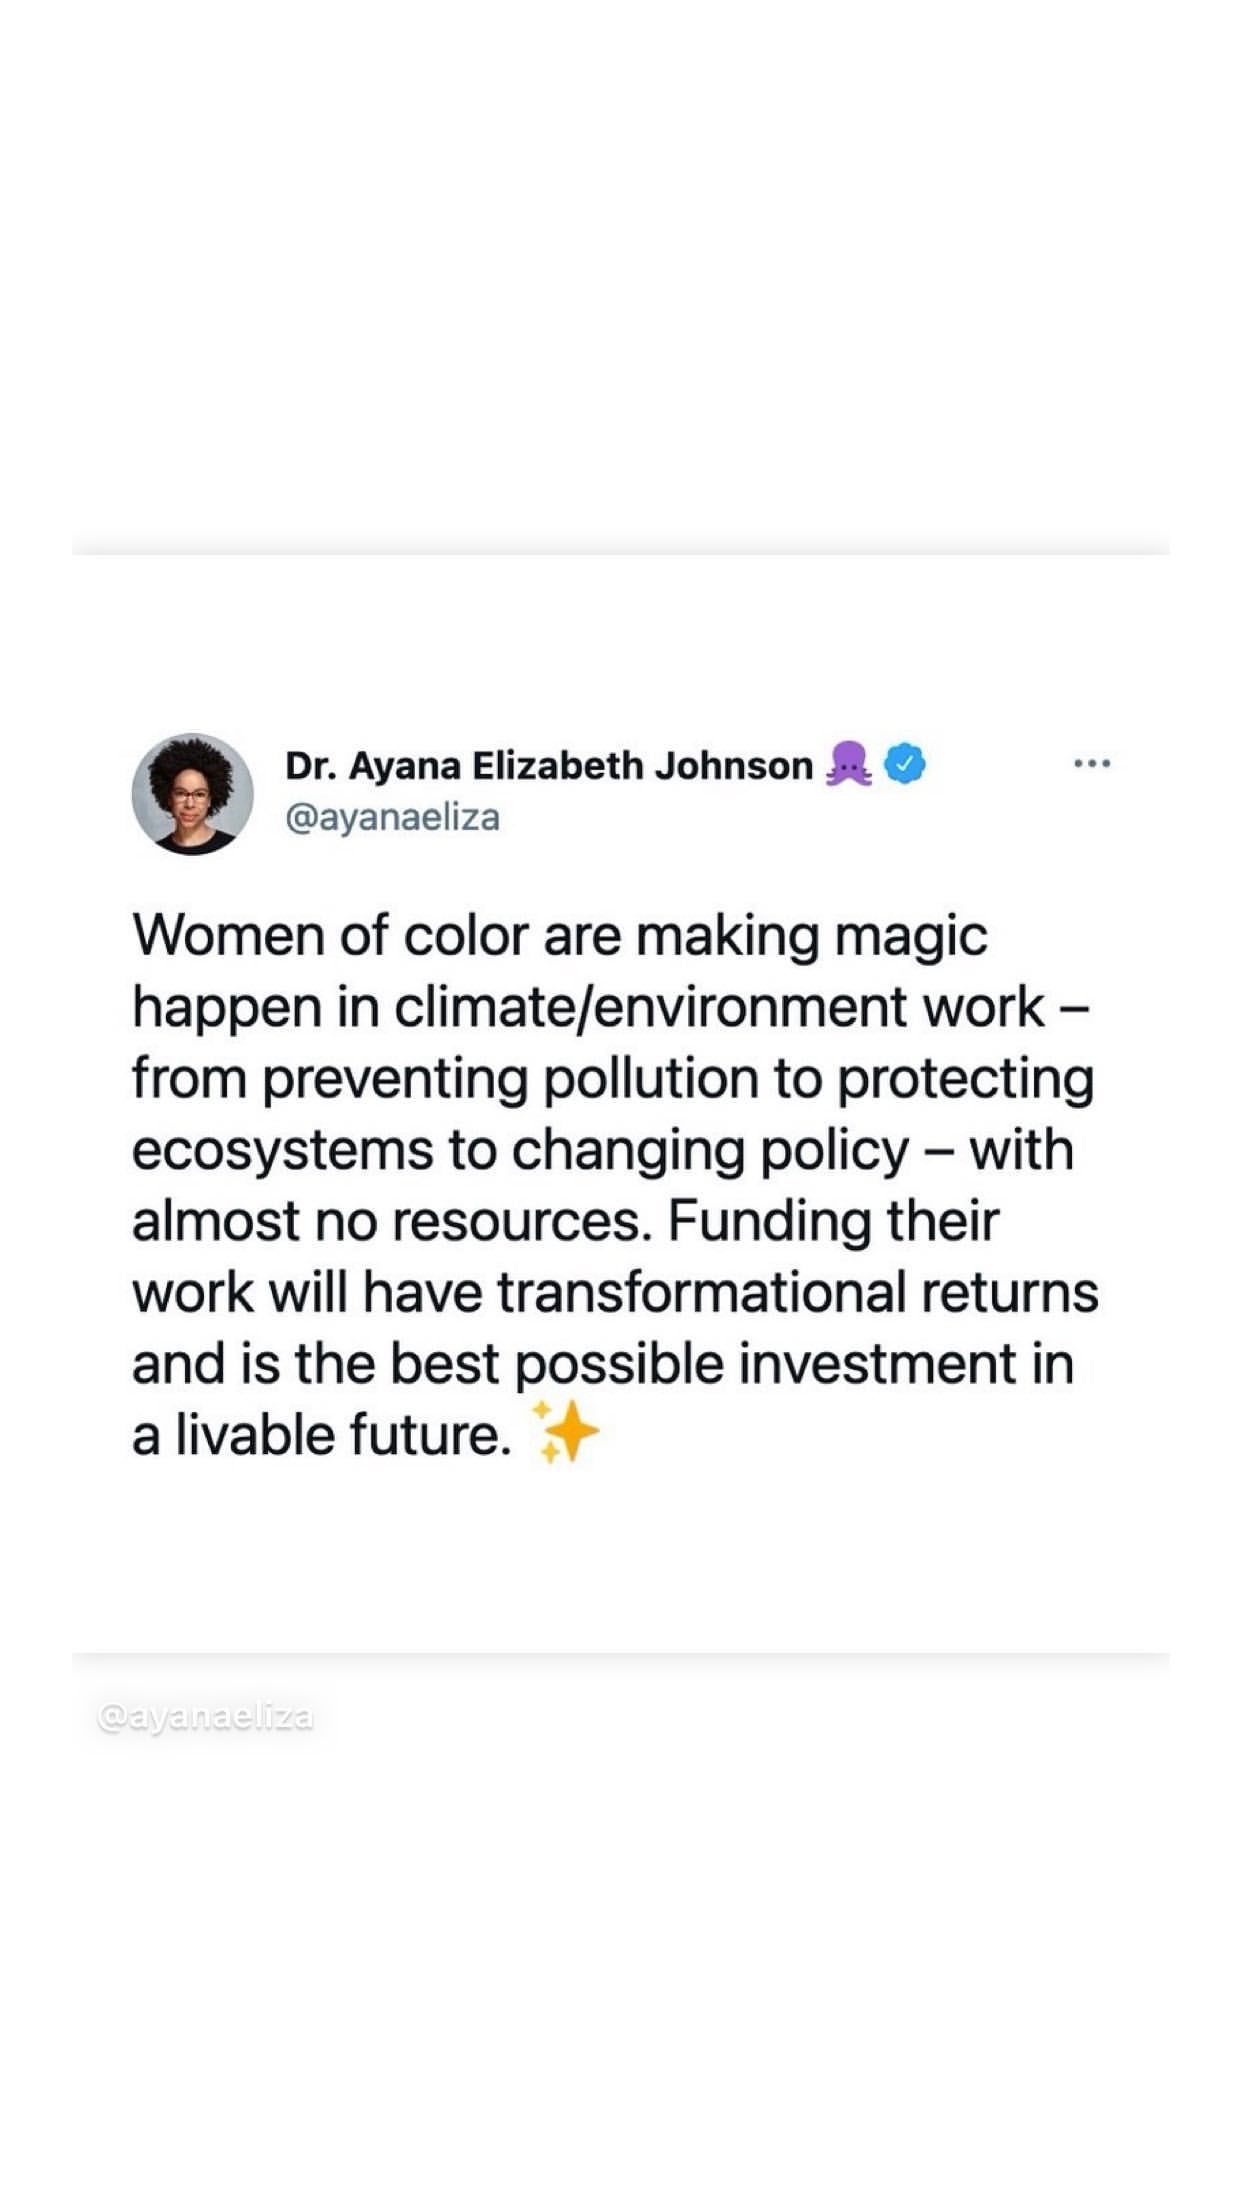 Dr. Ayana Elizabeth Johnson 🐙
@ayanaeliza
Women of color are making magic
happen in climate/environment work –
from preventing pollution to protecting
ecosystems to changing policy – with
almost no resources. Funding their
work will have transformational returns
and is the best possible investment in
a livable future. ✨
@ayanaeliza